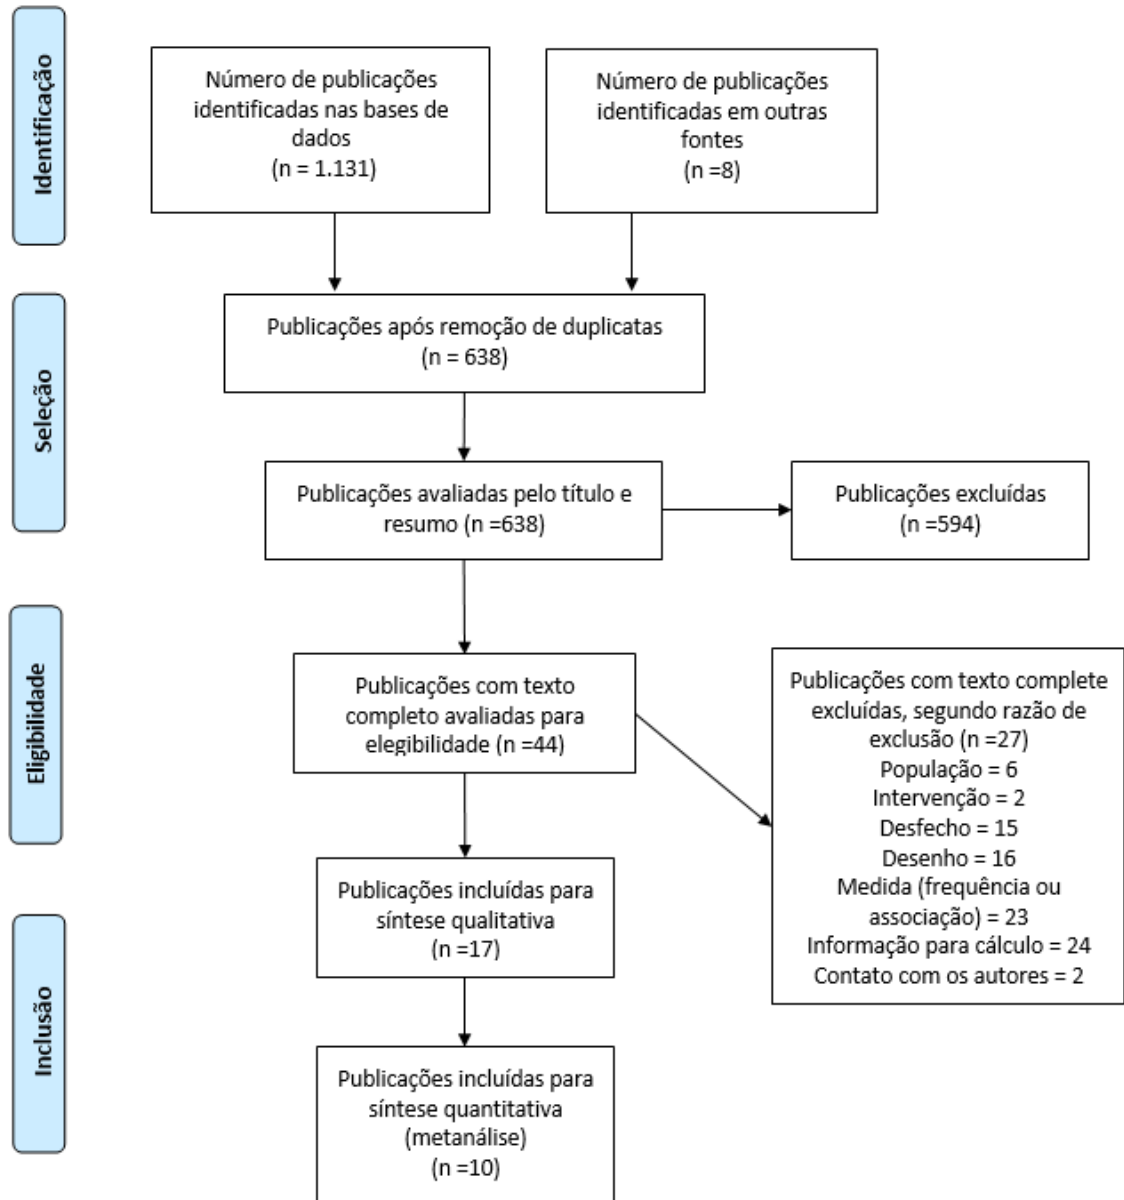 Identificação
Número de publicações
identificadas nas bases de
dados
(n = 1.131)
Número de publicações
identificadas em outras
fontes
(n =8)
Seleção
Publicações após remoção de duplicatas
(n = 638)
Publicações avaliadas pelo título e
resumo (n =638)
Publicações excluídas
(n =594)
Eligibilidade
Publicações com texto
completo avaliadas para
elegibilidade (n =44)
Publicações com texto complete
excluídas, segundo razão de
exclusão (n =27)
População = 6
Intervenção = 2
Desfecho = 15
Desenho = 16
Medida (frequência ou
associação) = 23
Informação para cálculo = 24
Contato com os autores = 2
Inclusão
Publicações incluídas para
síntese qualitativa
(n =17)
Publicações incluídas para
síntese quantitativa
(metanálise)
(n =10)